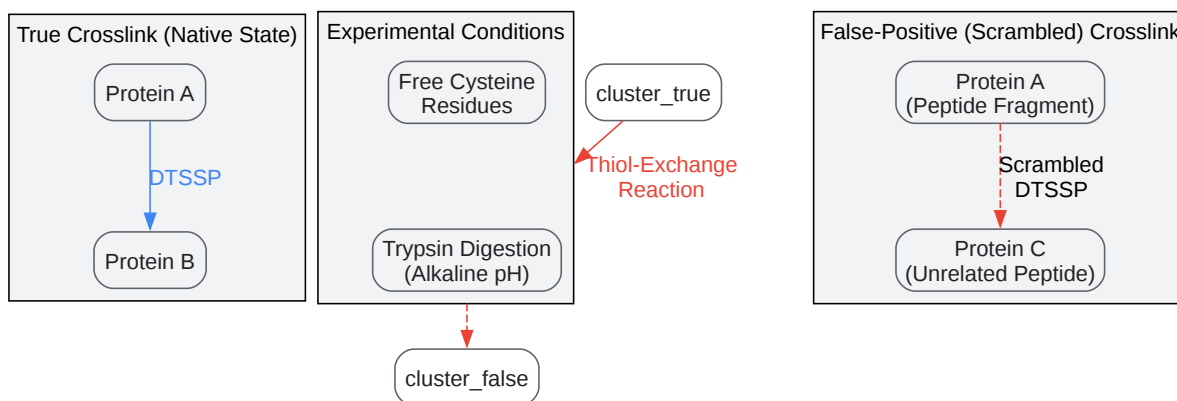 True Crosslink (Native State)
Protein A
DTSSP
Protein B
Experimental Conditions
Free Cysteine
Residues
Trypsin Digestion
(Alkaline pH)
cluster_true
Thiol-Exchange
Reaction
cluster_false
False-Positive (Scrambled) Crosslink
Protein A
(Peptide Fragment)
Scrambled
DTSSP
Protein C
(Unrelated Peptide)